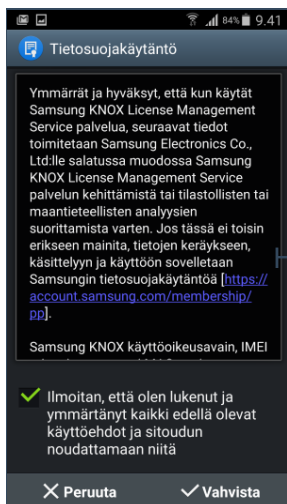 84% 9.41
Tietosuojakäytäntö
Ymmärrät ja hyväksyt, että kun käytät
Samsung KNOX License Management
Service palvelua, seuraavat tiedot
toimitetaan Samsung Electronics Co.,
Ltd:lle salatussa muodossa Samsung
KNOX License Management Service
palvelun kehittämistä tai tilastollisten tai
maantieteellisten analyysien
suorittamista varten. Jos tässä ei toisin
erikseen mainita, tietojen keräykseen,
käsittelyyn ja käyttöön sovelletaan
Samsungin tietosuojakäytäntöä [https://
account.samsung.com/membership/
pp].
Samsung KNOX käyttöoikeusavain, IMEI
Ilmoitan, että olen lukenut ja
ymmärtänyt kaikki edellä olevat
käyttöehdot ja sitoudun
noudattamaan niitä
Peruuta
Vahvista